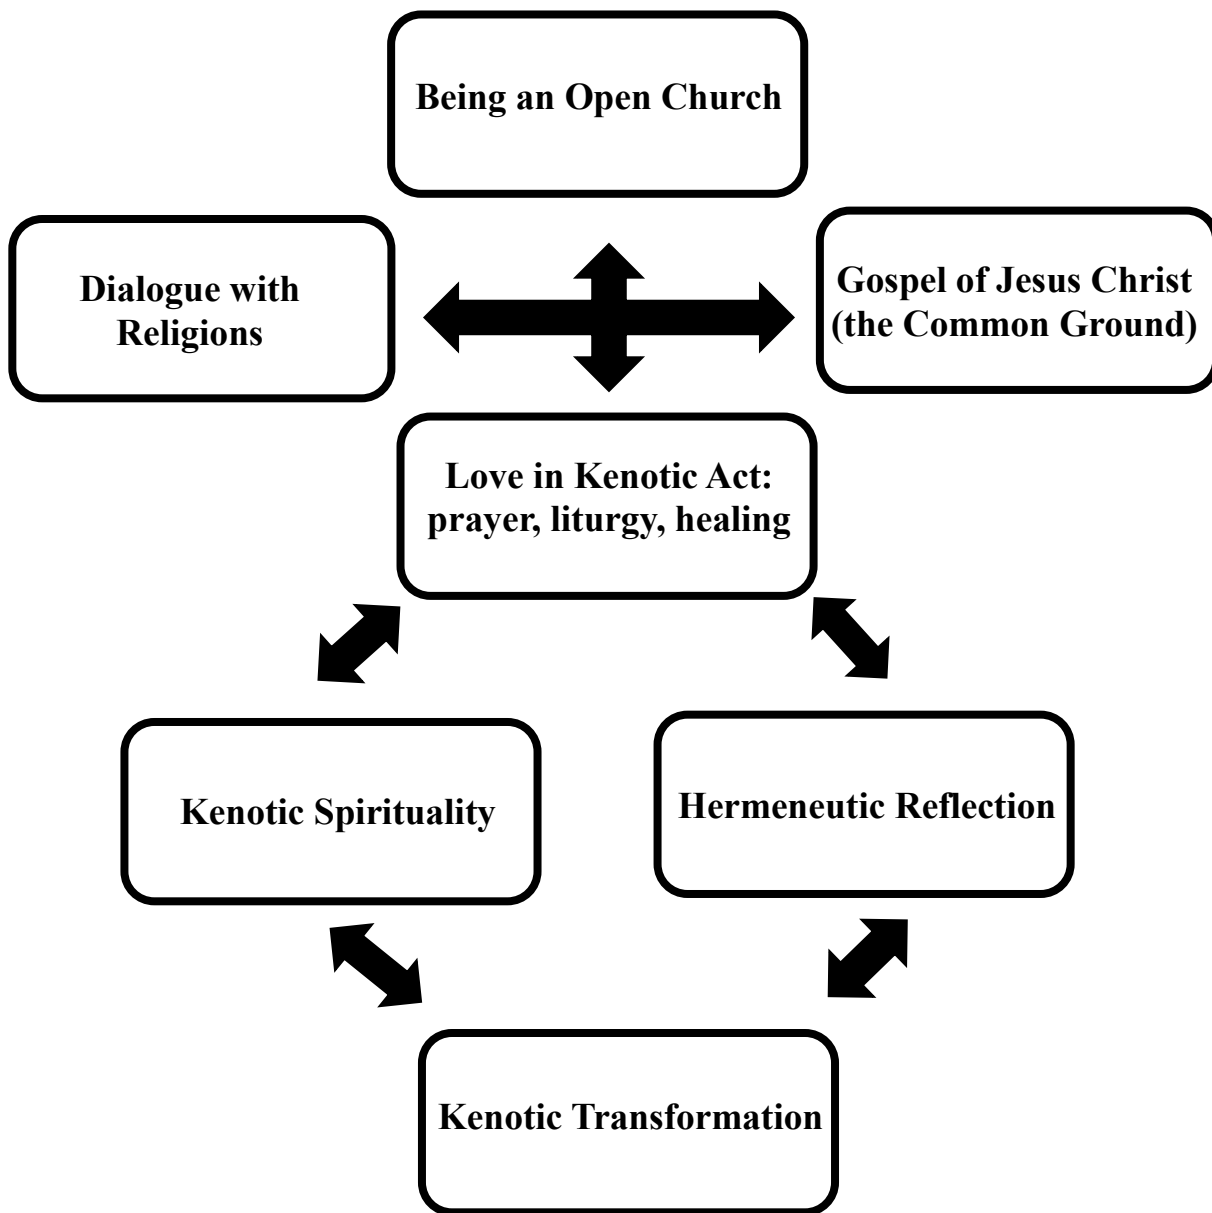 Being an Open Church
Dialogue with
Religions
Gospel of Jesus Christ
(the Common Ground)
Love in Kenotic Act:
prayer, liturgy, healing
Kenotic Spirituality
Hermeneutic Reflection
Kenotic Transformation